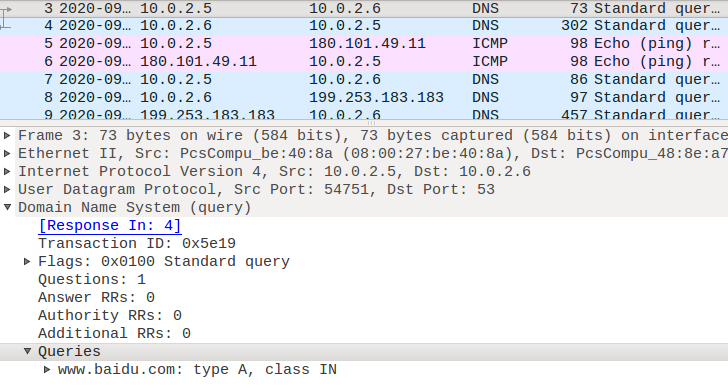 3 2020-09… 10.0.2.5 10.0.2.6 DNS 73 Standard quer…
4 2020-09… 10.0.2.6 10.0.2.5 DNS 302 Standard quer…
5 2020-09… 10.0.2.5 180.101.49.11 ICMP 98 Echo (ping) r…
6 2020-09… 180.101.49.11 10.0.2.5 ICMP 98 Echo (ping) r…
7 2020-09… 10.0.2.5 10.0.2.6 DNS 86 Standard quer…
8 2020-09… 10.0.2.6 199.253.183.183 DNS 97 Standard quer…
9 2020-09… 199.253.183.183 10.0.2.6 DNS 457 Standard quer…
Frame 3: 73 bytes on wire (584 bits), 73 bytes captured (584 bits) on interface
Ethernet II, Src: PcsCompu_be:40:8a (08:00:27:be:40:8a), Dst: PcsCompu_48:8e:a7
Internet Protocol Version 4, Src: 10.0.2.5, Dst: 10.0.2.6
User Datagram Protocol, Src Port: 54751, Dst Port: 53
Domain Name System (query)
[Response In: 4]
Transaction ID: 0x5e19
Flags: 0x0100 Standard query
Questions: 1
Answer RRs: 0
Authority RRs: 0
Additional RRs: 0
Queries
www.baidu.com: type A, class IN